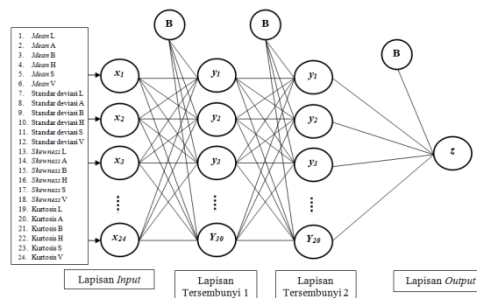 1. Mean L
2. Mean A
3. Mean B
4. Mean H
5. Mean S
6. Mean V
7. Standar deviasi L
8. Standar deviasi A
9. Standar deviasi B
10. Standar deviasi H
11. Standar deviasi S
12. Standar deviasi V
13. Skewness L
14. Skewness A
15. Skewness B
16. Skewness H
17. Skewness S
18. Skewness V
19. Kurtosis L
20. Kurtosis A
21. Kurtosis B
22. Kurtosis H
23. Kurtosis S
24. Kurtosis V
B B B
x1 y1 y1
x2 y2 y2
x3 y3 y3
z
x24 Y30 Y20
Lapisan Input
Lapisan
Tersembunyi 1
Lapisan
Tersembunyi 2
Lapisan Output